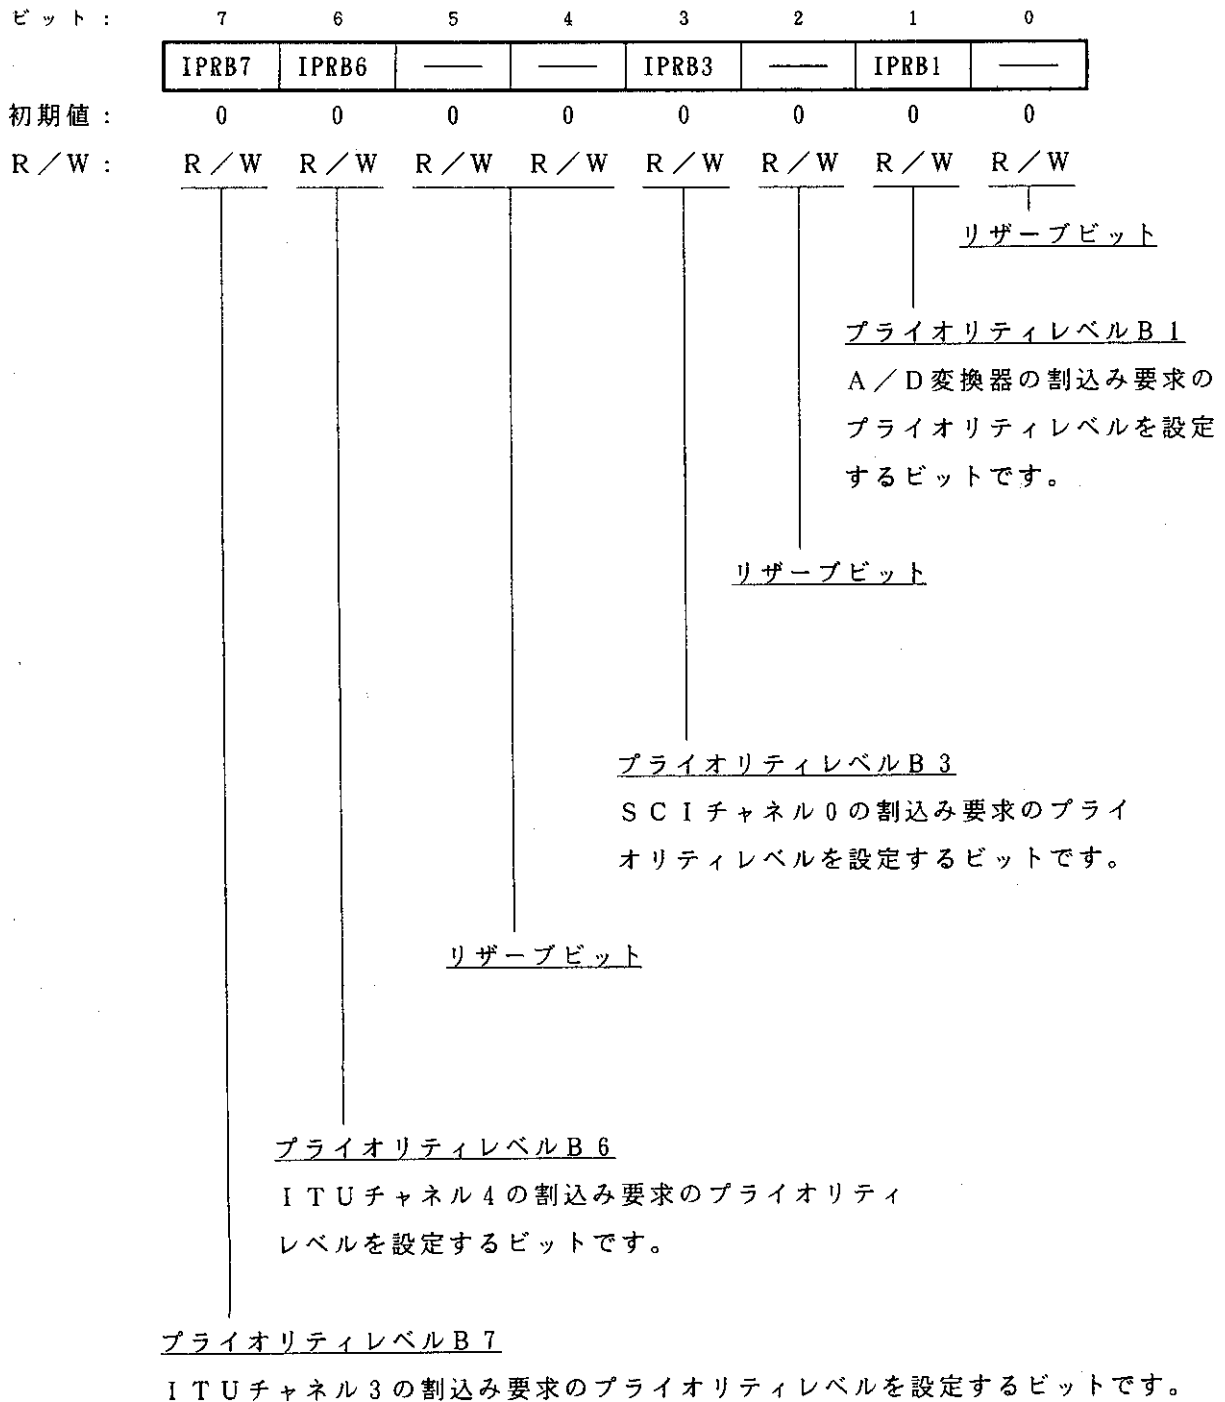 ビット： 7 6 5 4 3 2 1 0
IPRB7 IPRB6 ― ― IPRB3 ― IPRB1 ―
初期値： 0 0 0 0 0 0 0 0
R／W： R／W R／W R／W R／W R／W R／W R／W R／W
リザーブビット
プライオリティレベルB1
A／D変換器の割込み要求の
プライオリティレベルを設定
するビットです。
リザーブビット
プライオリティレベルB3
SCIチャネル0の割込み要求のプライ
オリティレベルを設定するビットです。
リザーブビット
プライオリティレベルB6
ITUチャネル4の割込み要求のプライオリティ
レベルを設定するビットです。
プライオリティレベルB7
ITUチャネル3の割込み要求のプライオリティレベルを設定するビットです。